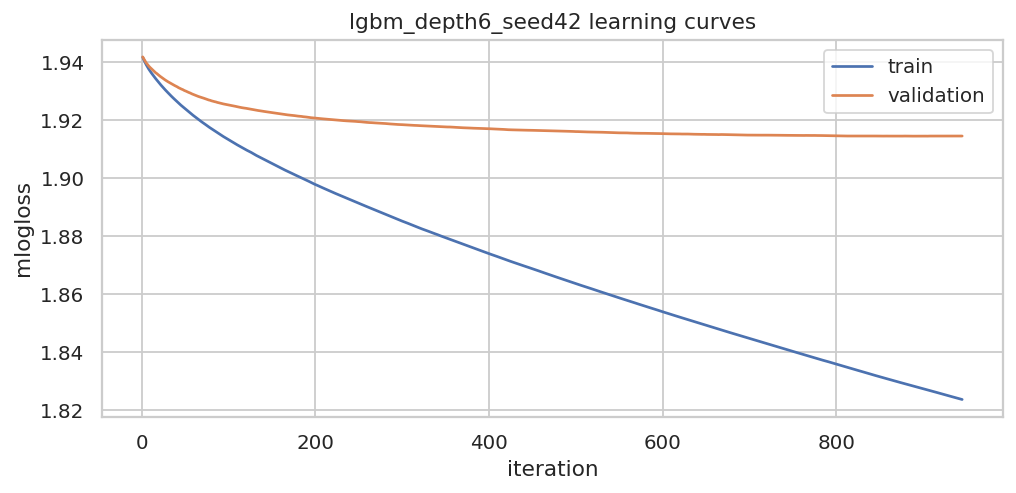 lgbm_depth6_seed42 learning curves
train
validation
mlogloss
1.94
1.92
1.90
1.88
1.86
1.84
1.82
0 200 400 600 800
iteration